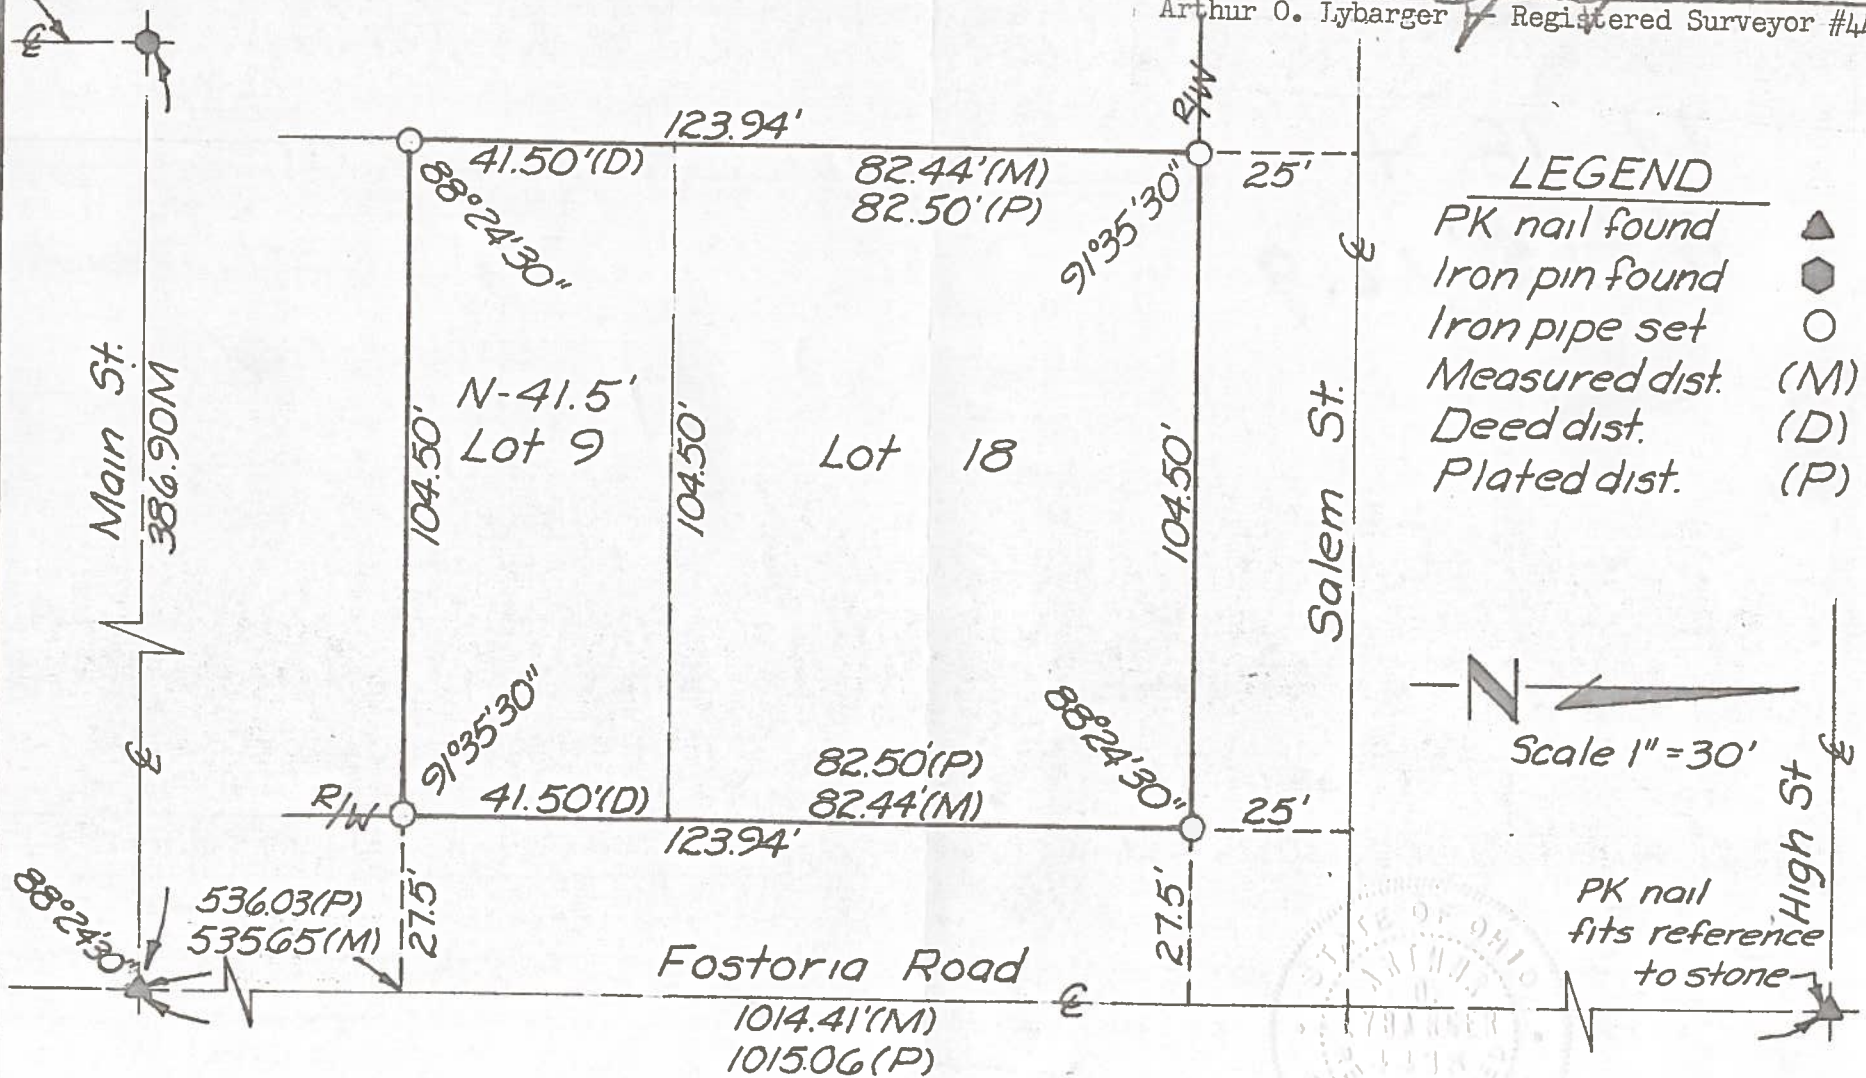 Arthur O. Lybarger - Registered Surveyor #4
℄
R/W
123.94'
41.50'(D)
82.44'(M)
82.50'(P)
25'
88°24'30"
91°35'30"
LEGEND
PK nail found
Iron pin found
Iron pipe set
Measured dist. (M)
Deed dist. (D)
Plated dist. (P)
℄
Main St.
386.90M
104.50'
N-41.5'
Lot 9
104.50'
Lot 18
104.50'
Salem St.
N
Scale 1"=30'
℄
℄
High St
91°35'30"
88°24'30"
82.50'(P)
82.44'(M)
41.50'(D)
R/W
123.94'
25'
88°24'30"
536.03(P)
535.65(M)
27.5'
27.5'
PK nail
fits reference
to stone
Fostoria Road
℄
1014.41'(M)
1015.06(P)
STATE OF OHIO